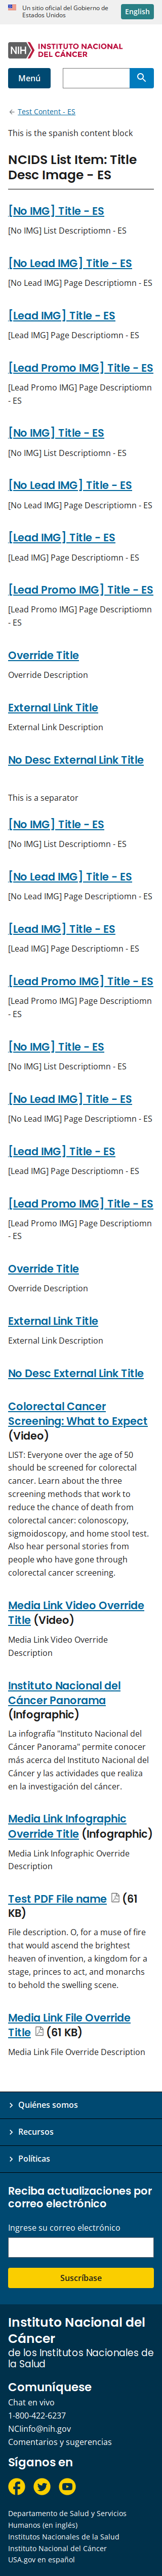 Un sitio oficial del Gobierno de
Estados Unidos
English
NIH
INSTITUTO NACIONAL
DEL CÁNCER
Menú
Test Content - ES
This is the spanish content block
NCIDS List Item: Title
Desc Image - ES
[No IMG] Title - ES
[No IMG] List Descriptiomn - ES
[No Lead IMG] Title - ES
[No Lead IMG] Page Descriptiomn - ES
[Lead IMG] Title - ES
[Lead IMG] Page Descriptiomn - ES
[Lead Promo IMG] Title - ES
[Lead Promo IMG] Page Descriptiomn
- ES
[No IMG] Title - ES
[No IMG] List Descriptiomn - ES
[No Lead IMG] Title - ES
[No Lead IMG] Page Descriptiomn - ES
[Lead IMG] Title - ES
[Lead IMG] Page Descriptiomn - ES
[Lead Promo IMG] Title - ES
[Lead Promo IMG] Page Descriptiomn
- ES
Override Title
Override Description
External Link Title
External Link Description
No Desc External Link Title
This is a separator
[No IMG] Title - ES
[No IMG] List Descriptiomn - ES
[No Lead IMG] Title - ES
[No Lead IMG] Page Descriptiomn - ES
[Lead IMG] Title - ES
[Lead IMG] Page Descriptiomn - ES
[Lead Promo IMG] Title - ES
[Lead Promo IMG] Page Descriptiomn
- ES
[No IMG] Title - ES
[No IMG] List Descriptiomn - ES
[No Lead IMG] Title - ES
[No Lead IMG] Page Descriptiomn - ES
[Lead IMG] Title - ES
[Lead IMG] Page Descriptiomn - ES
[Lead Promo IMG] Title - ES
[Lead Promo IMG] Page Descriptiomn
- ES
Override Title
Override Description
External Link Title
External Link Description
No Desc External Link Title
Colorectal Cancer
Screening: What to Expect
(Video)
LIST: Everyone over the age of 50
should be screened for colorectal
cancer. Learn about the three
screening methods that work to
reduce the chance of death from
colorectal cancer: colonoscopy,
sigmoidoscopy, and home stool test.
Also hear personal stories from
people who have gone through
colorectal cancer screening.
Media Link Video Override
Title (Video)
Media Link Video Override
Description
Instituto Nacional del
Cáncer Panorama
(Infographic)
La infografía "Instituto Nacional del
Cáncer Panorama" permite conocer
más acerca del Instituto Nacional del
Cáncer y las actividades que realiza
en la investigación del cáncer.
Media Link Infographic
Override Title (Infographic)
Media Link Infographic Override
Description
Test PDF File name (61
KB)
File description. O, for a muse of fire
that would ascend the brightest
heaven of invention, a kingdom for a
stage, princes to act, and monarchs
to behold the swelling scene.
Media Link File Override
Title (61 KB)
Media Link File Override Description
Quiénes somos
Recursos
Políticas
Reciba actualizaciones por
correo electrónico
Ingrese su correo electrónico
Suscríbase
Instituto Nacional del
Cáncer
de los Institutos Nacionales de
la Salud
Comuníquese
Chat en vivo
1-800-422-6237
NCIinfo@nih.gov
Comentarios y sugerencias
Síganos en
Departamento de Salud y Servicios
Humanos (en inglés)
Institutos Nacionales de la Salud
Instituto Nacional del Cáncer
USA.gov en español